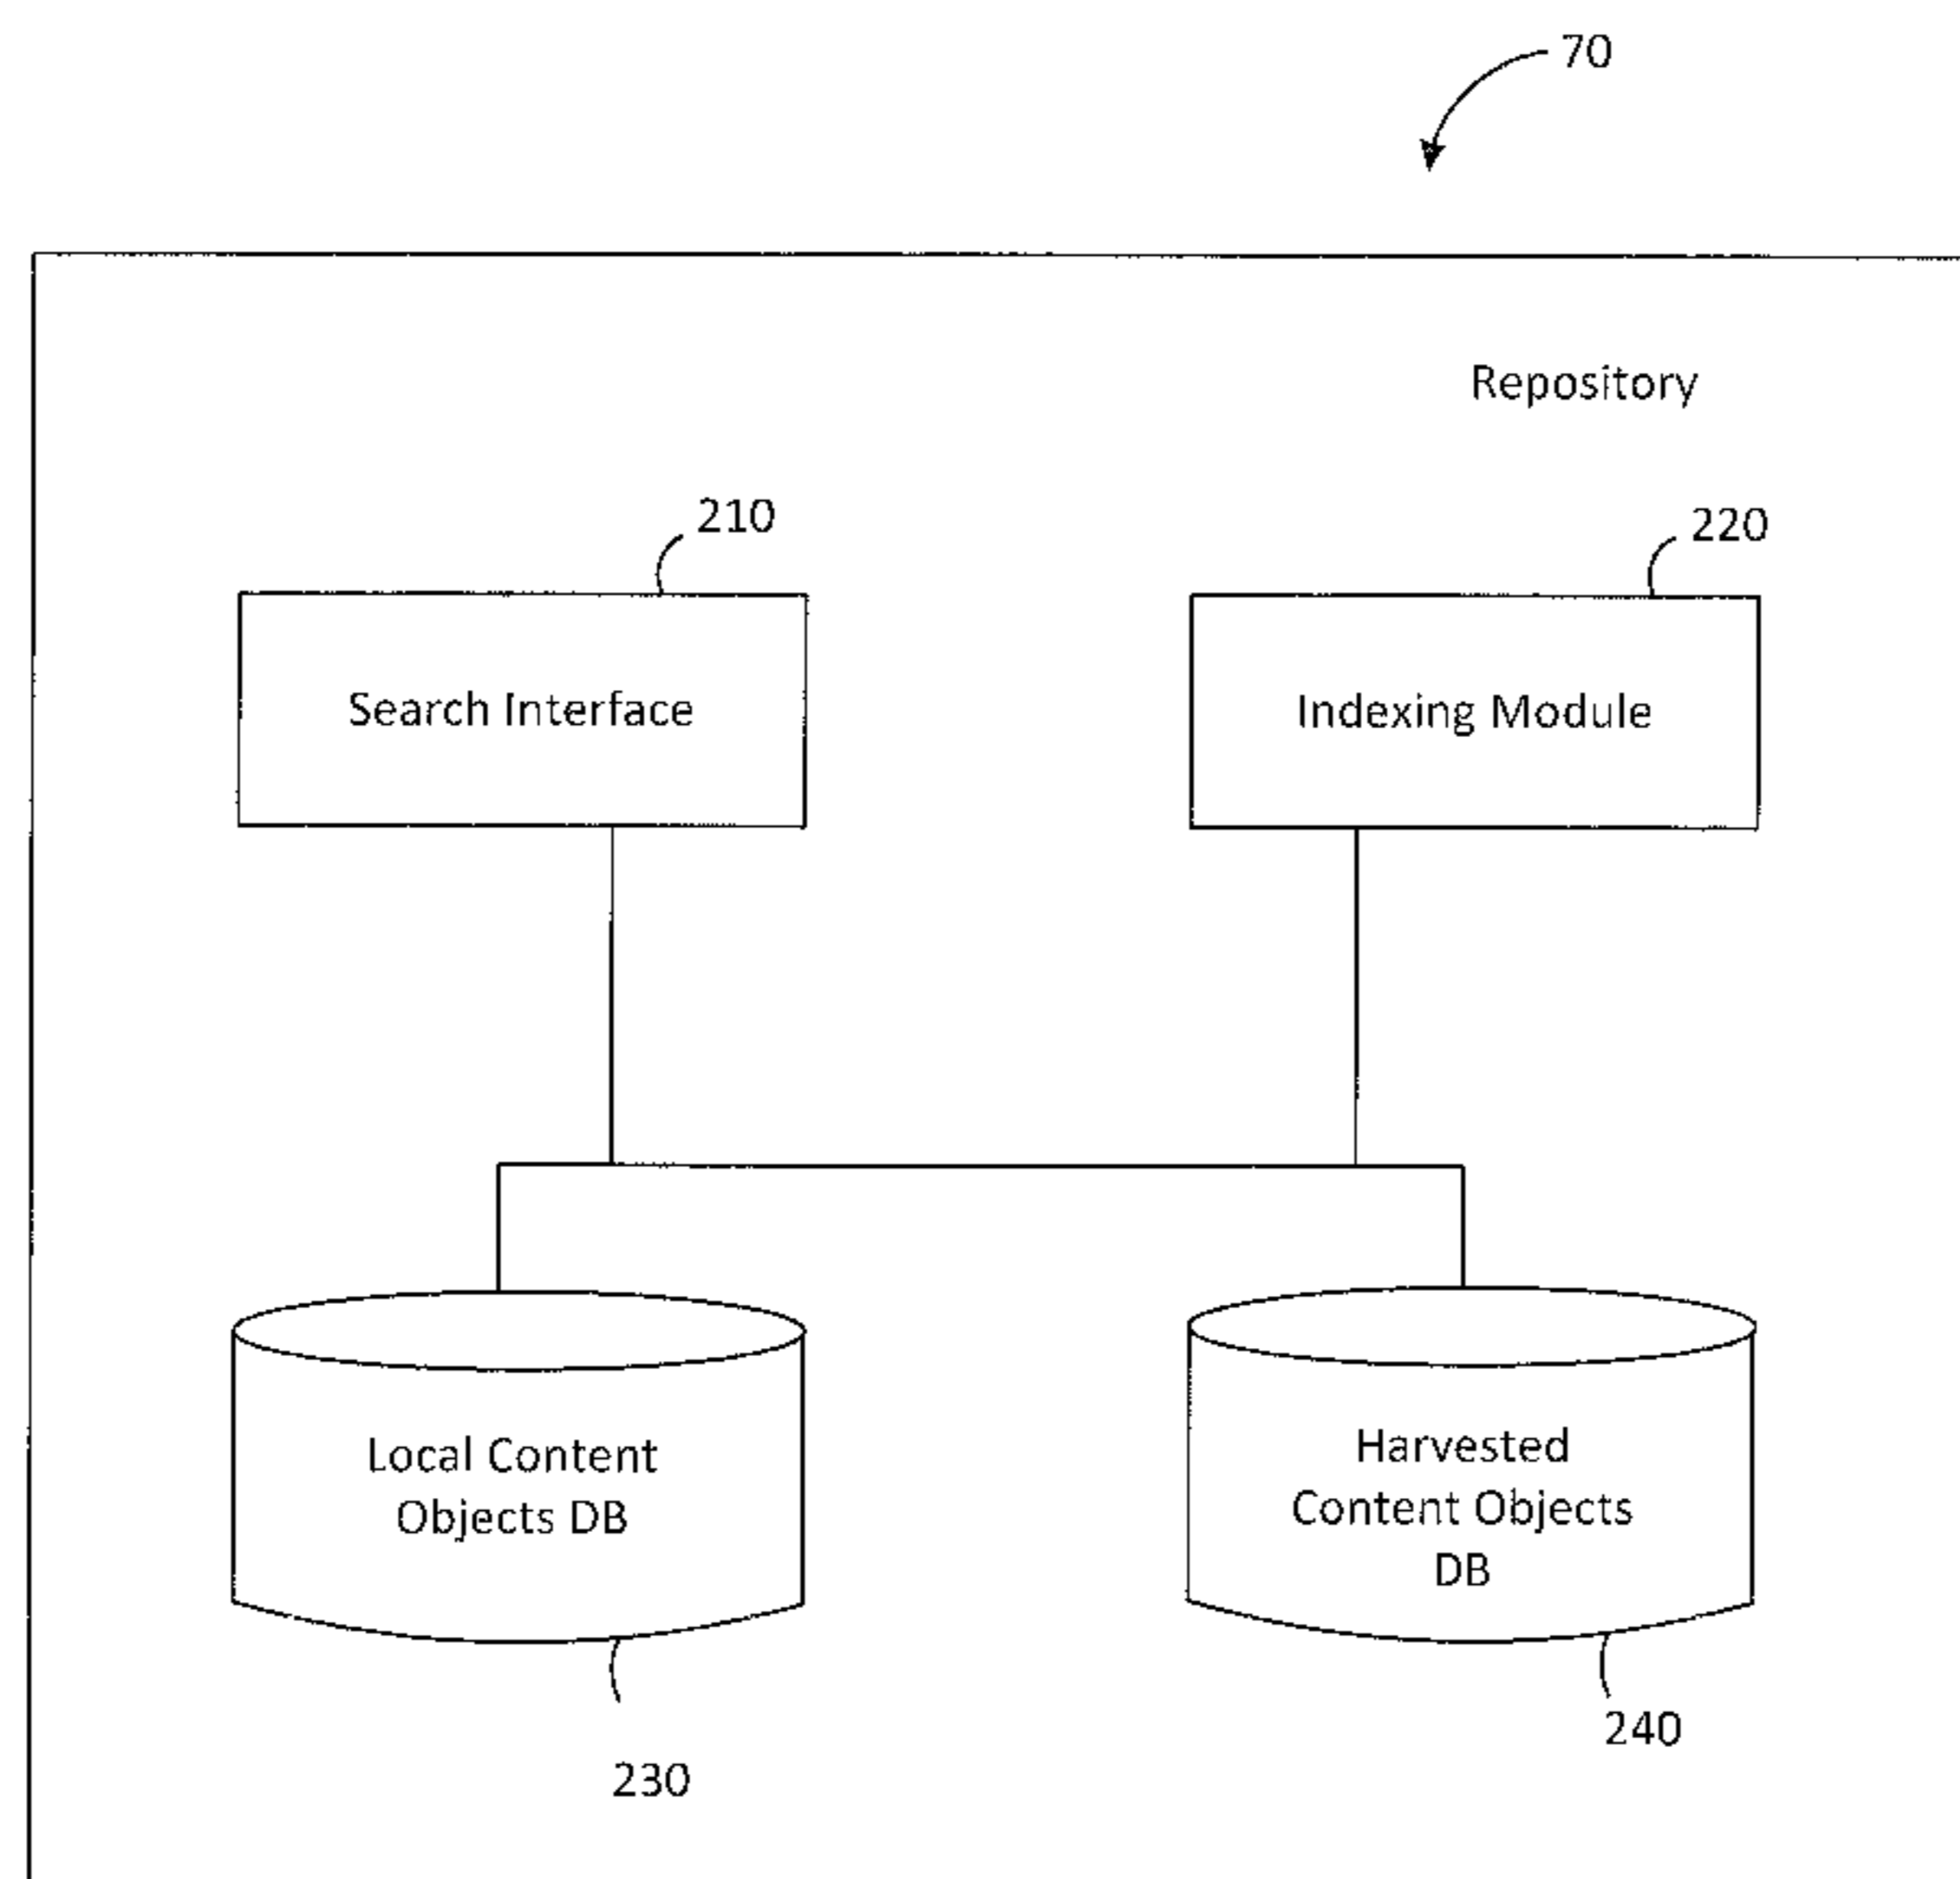 70
Repository
210
220
Search Interface
Indexing Module
Local Content
Objects DB
Harvested
Content Objects
DB
230
240